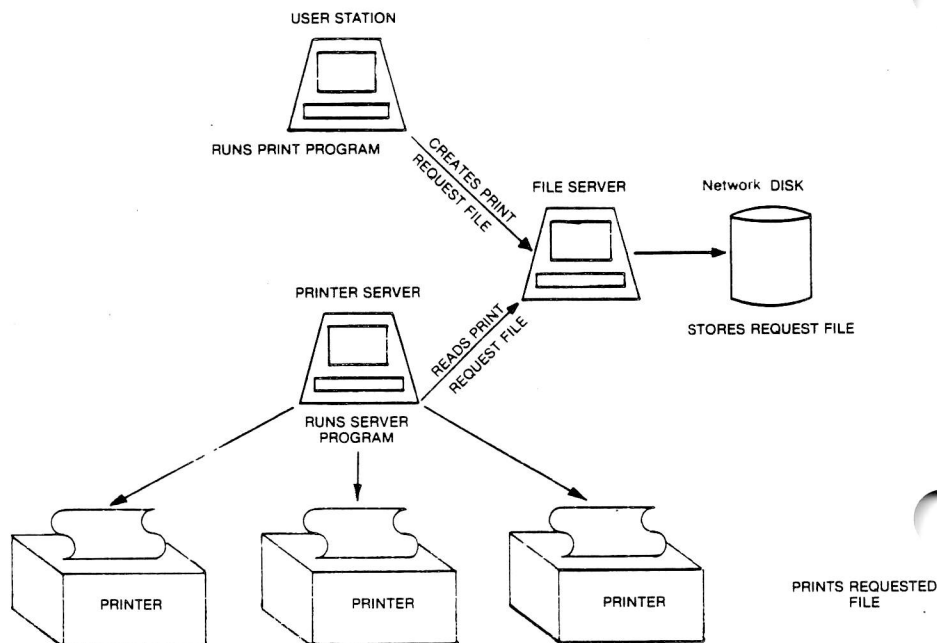 USER STATION
RUNS PRINT PROGRAM
CREATES PRINT
REQUEST FILE
FILE SERVER
Network DISK
STORES REQUEST FILE
PRINTER SERVER
READS PRINT
REQUEST FILE
RUNS SERVER
PROGRAM
PRINTER
PRINTER
PRINTER
PRINTS REQUESTED
FILE